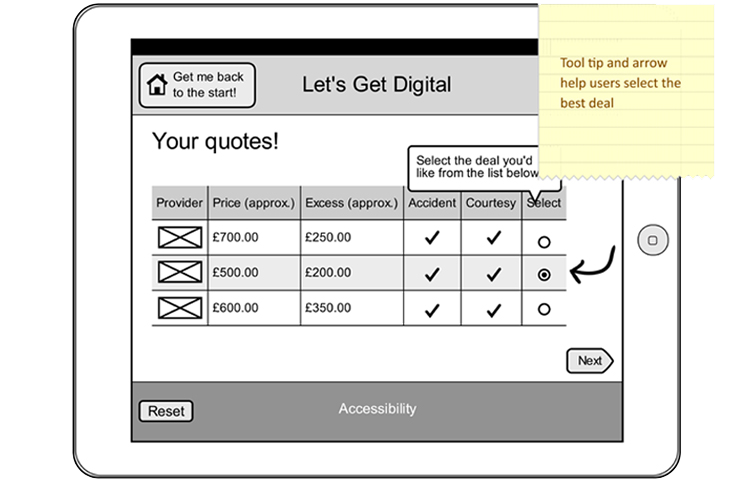 Tool tip and arrow
help users select the
best deal
Get me back
to the start!
Let's Get Digital
Your quotes!
Select the deal you'd
like from the list below
Provider Price (approx.) Excess (approx.) Accident Courtesy Select
£700.00 £250.00
£500.00 £200.00
£600.00 £350.00
Next
Reset
Accessibility